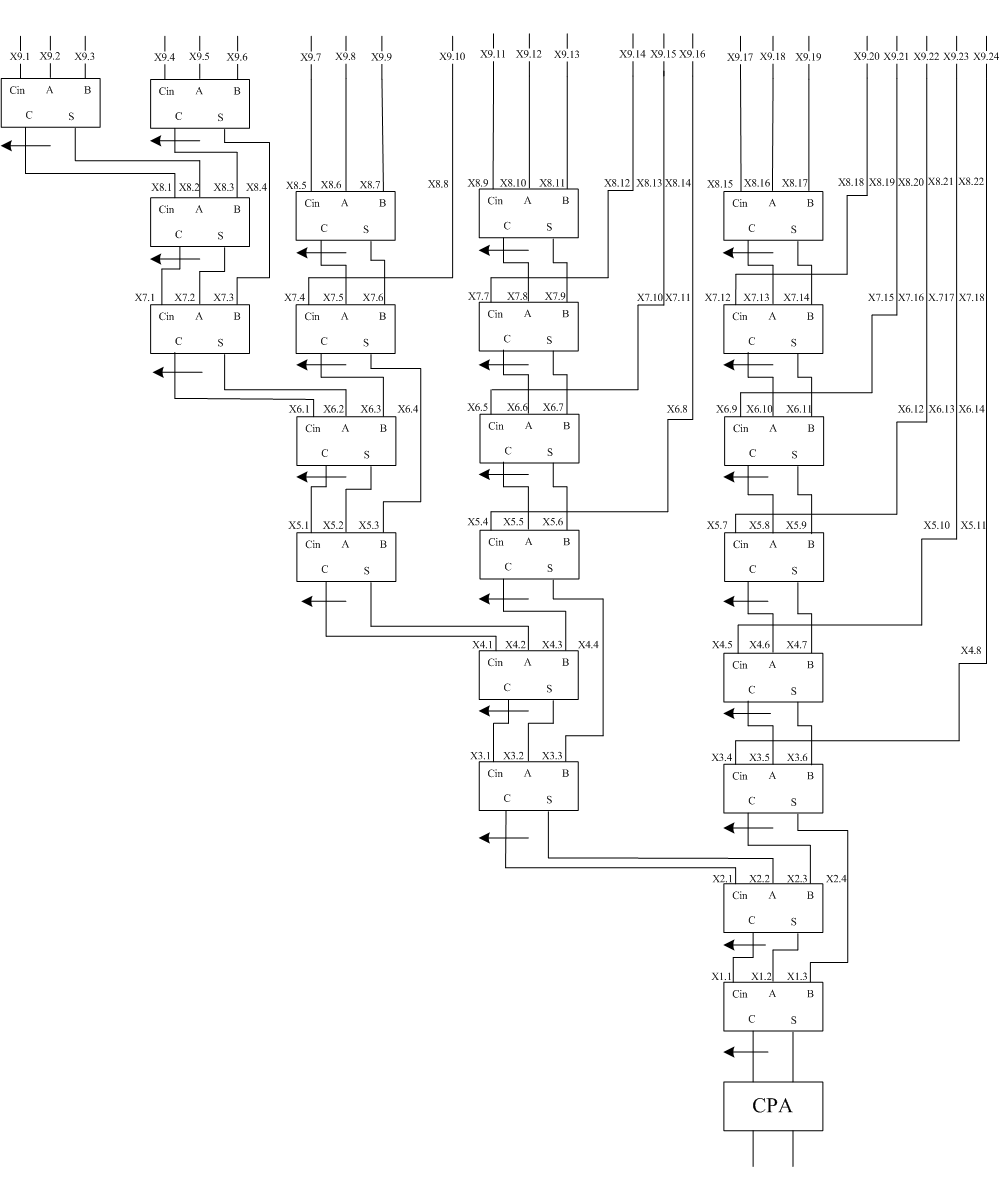 X9.1 X9.2 X9.3 X9.4 X9.5 X9.6 X9.7 X9.8 X9.9 X9.10 X9.11 X9.12 X9.13 X9.14 X9.15 X9.16 X9.17 X9.18 X9.19 X9.20 X9.21 X9.22 X9.23 X9.24
Cin A B Cin A B
C S C S
X8.1 X8.2 X8.3 X8.4 X8.5 X8.6 X8.7 X8.8 X8.9 X8.10 X8.11 X8.12 X8.13 X8.14 X8.15 X8.16 X8.17 X8.18 X8.19 X8.20 X8.21 X8.22
Cin A B Cin A B Cin A B Cin A B
C S C S C S C S
X7.1 X7.2 X7.3 X7.4 X7.5 X7.6 X7.7 X7.8 X7.9 X7.10 X7.11 X7.12 X7.13 X7.14 X7.15 X7.16 X.717 X7.18
Cin A B Cin A B Cin A B Cin A B
C S C S C S C S
X6.1 X6.2 X6.3 X6.4 X6.5 X6.6 X6.7 X6.8 X6.9 X6.10 X6.11 X6.12 X6.13 X6.14
Cin A B Cin A B Cin A B
C S C S C S
X5.1 X5.2 X5.3 X5.4 X5.5 X5.6 X5.7 X5.8 X5.9 X5.10 X5.11
Cin A B Cin A B Cin A B
C S C S C S
X4.1 X4.2 X4.3 X4.4 X4.5 X4.6 X4.7 X4.8
Cin A B Cin A B
C S C S
X3.1 X3.2 X3.3 X3.4 X3.5 X3.6
Cin A B Cin A B
C S C S
X2.1 X2.2 X2.3 X2.4
Cin A B
C S
X1.1 X1.2 X1.3
Cin A B
C S
CPA